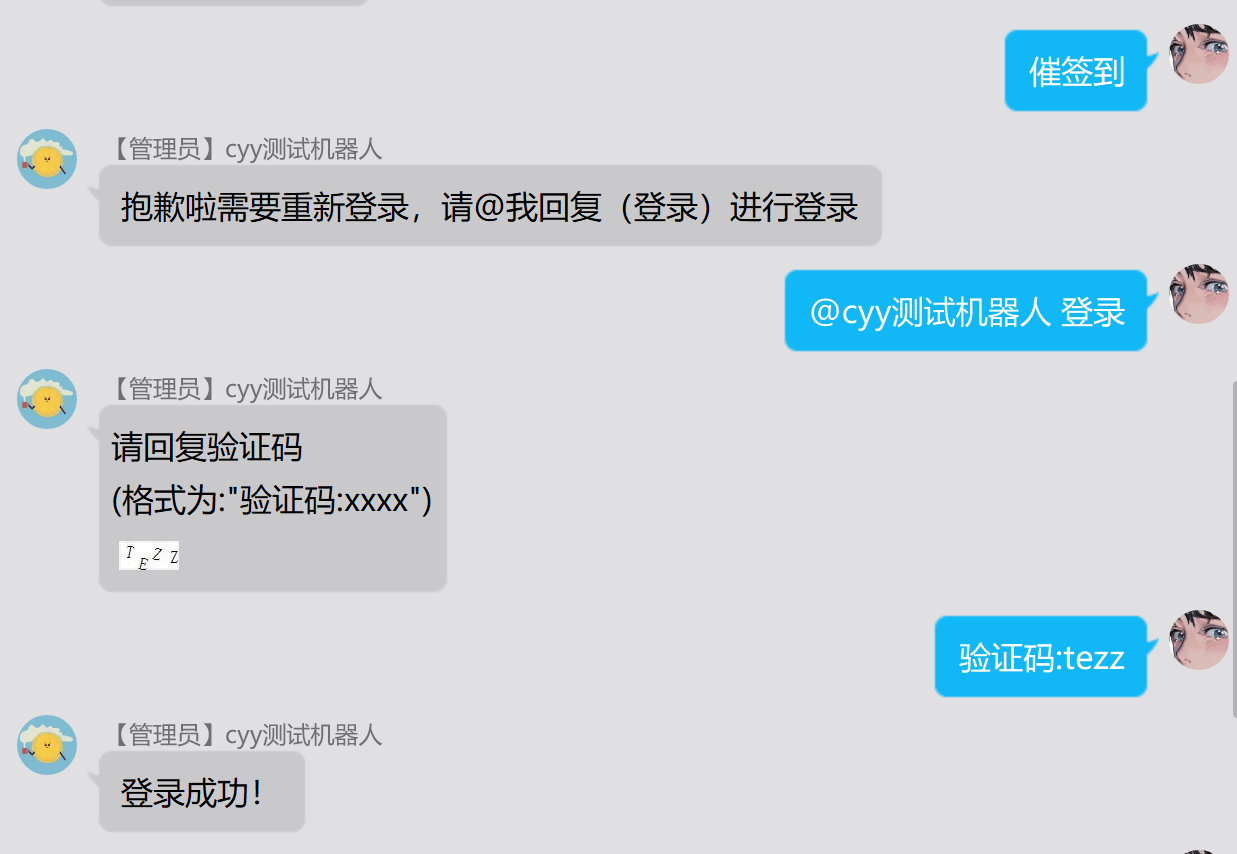 催签到
【管理员】cyy测试机器人
抱歉啦需要重新登录，请@我回复（登录）进行登录
@cyy测试机器人 登录
【管理员】cyy测试机器人
请回复验证码
(格式为:"验证码:xxxx")
T E Z Z
验证码:tezz
【管理员】cyy测试机器人
登录成功！